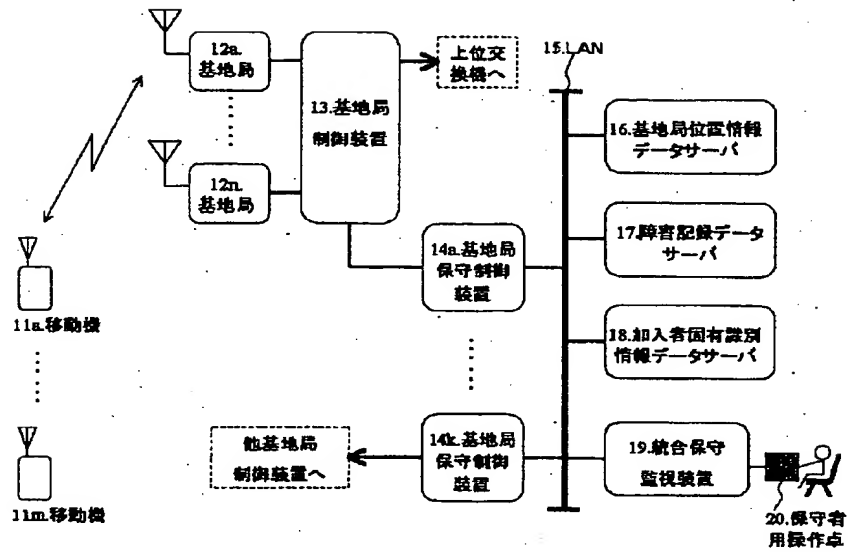 12a.
基地局
13.基地局
制御装置
上位交
換機へ
15.LAN
16.基地局位置情報
データサーバ
12n.
基地局
14a.基地局
保守制御
装置
17.障害記録データ
サーバ
11a.移動機
18.加入者固有識別
情報データサーバ
他基地局
制御装置へ
14k.基地局
保守制御
装置
19.統合保守
監視装置
11m.移動機
20.保守者
用操作卓